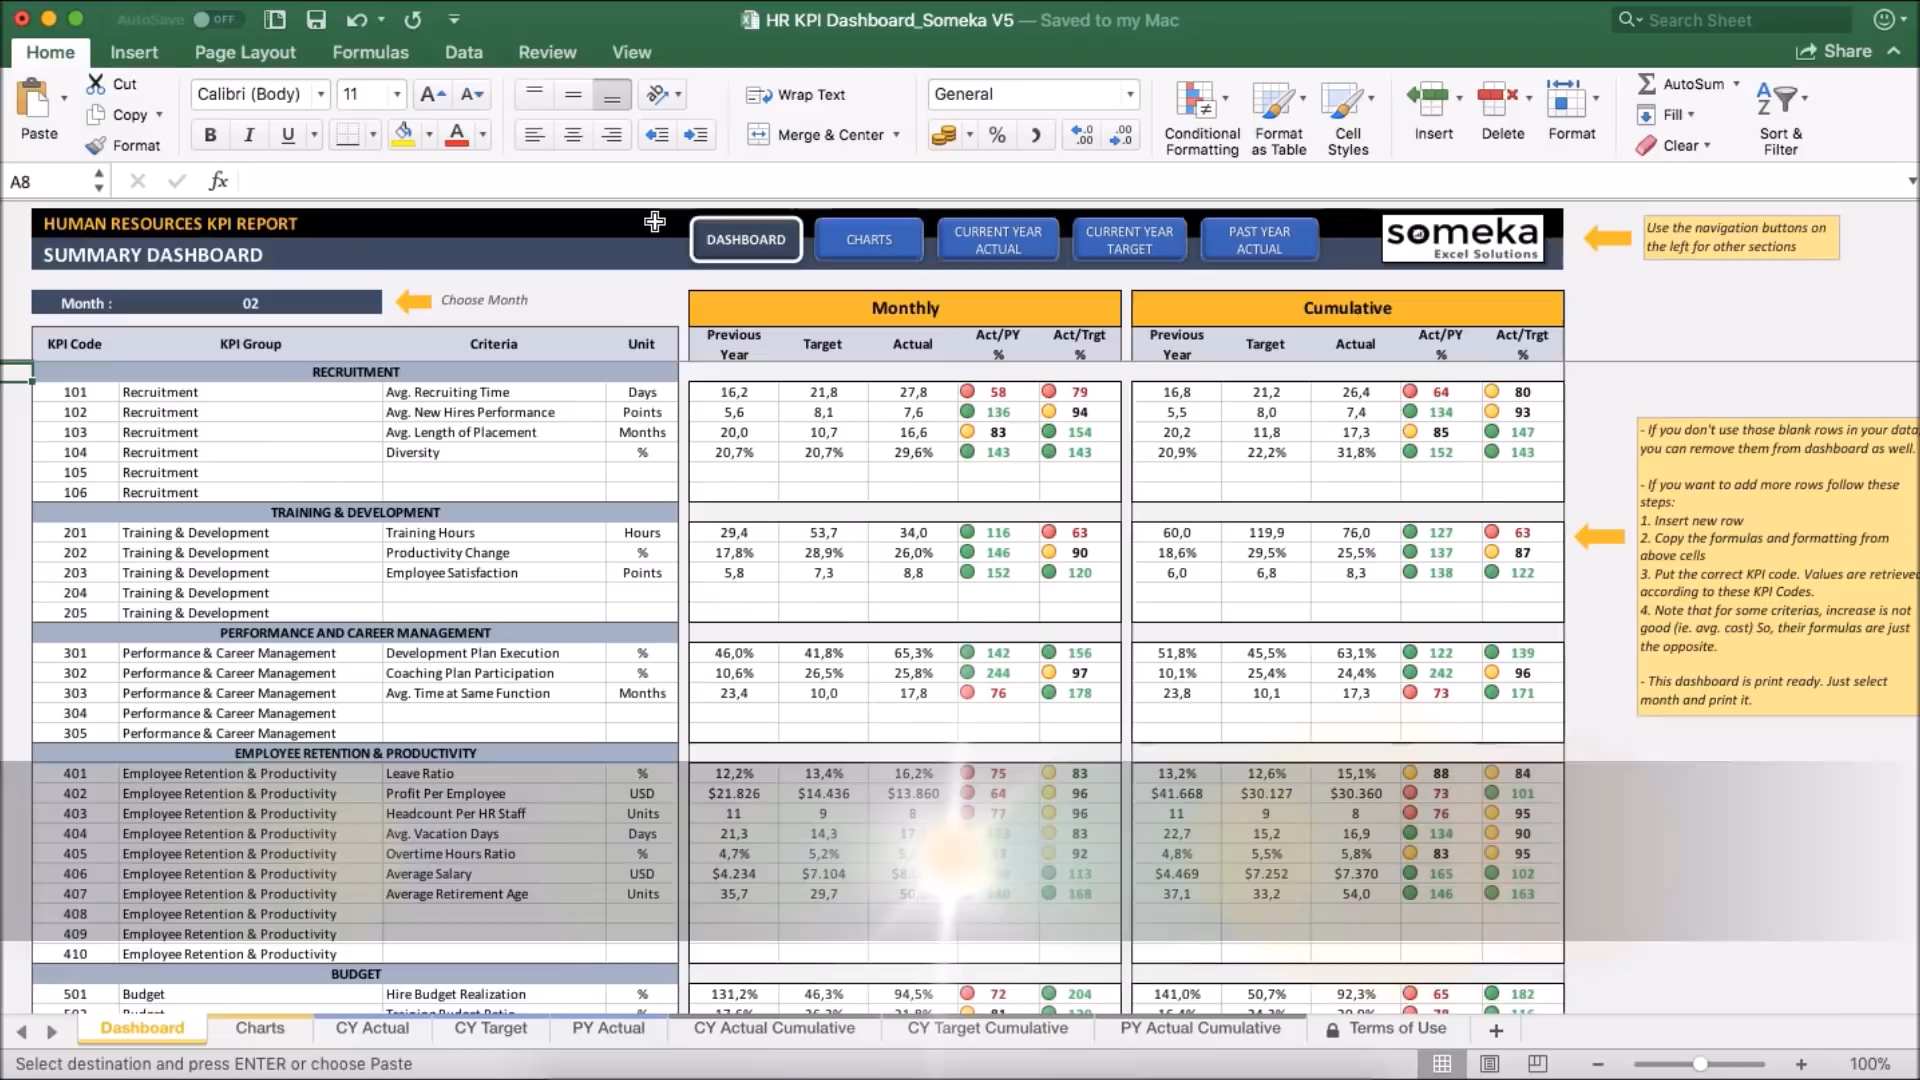 AutoSave OFF
HR KPI Dashboard_Someka V5 — Saved to my Mac
Search Sheet
Home Insert Page Layout Formulas Data Review View
Share
Paste
Cut
Copy
Format
Calibri (Body) 11
B I U
Wrap Text
Merge & Center
General
Conditional Formatting
Format as Table
Cell Styles
Insert
Delete
Format
AutoSum
Fill
Clear
Sort & Filter
A8 fx
HUMAN RESOURCES KPI REPORT
SUMMARY DASHBOARD
DASHBOARD
CHARTS
CURRENT YEAR ACTUAL
CURRENT YEAR TARGET
PAST YEAR ACTUAL
someka
Excel Solutions
Use the navigation buttons on
the left for other sections
Month : 02
Choose Month
Monthly
Cumulative
KPI Code KPI Group Criteria Unit Previous Year Target Actual Act/PY % Act/Trgt % Previous Year Target Actual Act/PY % Act/Trgt %
RECRUITMENT
101 Recruitment Avg. Recruiting Time Days 16,2 21,8 27,8 58 79 16,8 21,2 26,4 64 80
102 Recruitment Avg. New Hires Performance Points 5,6 8,1 7,6 136 94 5,5 8,0 7,4 134 93
103 Recruitment Avg. Length of Placement Months 20,0 10,7 16,6 83 154 20,2 11,8 17,3 85 147
104 Recruitment Diversity % 20,7% 20,7% 29,6% 143 143 20,9% 22,2% 31,8% 152 143
105 Recruitment
106 Recruitment
TRAINING & DEVELOPMENT
201 Training & Development Training Hours Hours 29,4 53,7 34,0 116 63 60,0 119,9 76,0 127 63
202 Training & Development Productivity Change % 17,8% 28,9% 26,0% 146 90 18,6% 29,5% 25,5% 137 87
203 Training & Development Employee Satisfaction Points 5,8 7,3 8,8 152 120 6,0 6,8 8,3 138 122
204 Training & Development
205 Training & Development
PERFORMANCE AND CAREER MANAGEMENT
301 Performance & Career Management Development Plan Execution % 46,0% 41,8% 65,3% 142 156 51,8% 45,5% 63,1% 122 139
302 Performance & Career Management Coaching Plan Participation % 10,6% 26,5% 25,8% 244 97 10,1% 25,4% 24,4% 242 96
303 Performance & Career Management Avg. Time at Same Function Months 23,4 10,0 17,8 76 178 23,8 10,1 17,3 73 171
304 Performance & Career Management
305 Performance & Career Management
EMPLOYEE RETENTION & PRODUCTIVITY
401 Employee Retention & Productivity Leave Ratio % 12,2% 13,4% 16,2% 75 83 13,2% 12,6% 15,1% 88 84
402 Employee Retention & Productivity Profit Per Employee USD $21.826 $14.436 $13.860 64 96 $41.668 $30.127 $30.360 73 101
403 Employee Retention & Productivity Headcount Per HR Staff Units 11 9 8 77 96 11 9 8 76 95
404 Employee Retention & Productivity Avg. Vacation Days Days 21,3 14,3 83 22,7 15,2 16,9 134 90
405 Employee Retention & Productivity Overtime Hours Ratio % 4,7% 5,2% 92 4,8% 5,5% 5,8% 83 95
406 Employee Retention & Productivity Average Salary USD $4.234 $7.104 113 $4.469 $7.252 $7.370 165 102
407 Employee Retention & Productivity Average Retirement Age Units 35,7 29,7 168 37,1 33,2 54,0 146 163
408 Employee Retention & Productivity
409 Employee Retention & Productivity
410 Employee Retention & Productivity
BUDGET
501 Budget Hire Budget Realization % 131,2% 46,3% 94,5% 72 204 141,0% 50,7% 92,3% 65 182
- If you don't use those blank rows in your data,
you can remove them from dashboard as well.
- If you want to add more rows follow these
steps:
1. Insert new row
2. Copy the formulas and formatting from
above cells
3. Put the correct KPI code. Values are retrieved
according to these KPI Codes.
4. Note that for some criterias, increase is not
good (ie. avg. cost) So, their formulas are just
the opposite.
- This dashboard is print ready. Just select
month and print it.
Dashboard Charts CY Actual CY Target PY Actual CY Actual Cumulative CY Target Cumulative PY Actual Cumulative Terms of Use
Select destination and press ENTER or choose Paste
100%